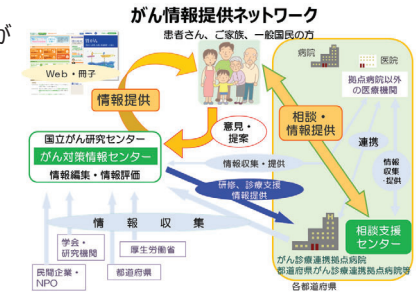 がん情報提供ネットワーク
が
患者さん、ご家族、一般国民の方
病院
医院
Web・冊子
拠点病院以外
の医療機関
情報提供
相談・
情報提供
意見・
提案
連携
国立がん研究センター
がん対策情報センター
情報編集・情報評価
情報収集・提供
情報
収集
・
提供
研修、診療支援
情報提供
情報収集
学会・
研究機関
厚生労働省
相談支援
センター
民間企業・
NPO
都道府県
がん診療連携拠点病院
都道府県がん診療連携拠点病院等
各都道府県